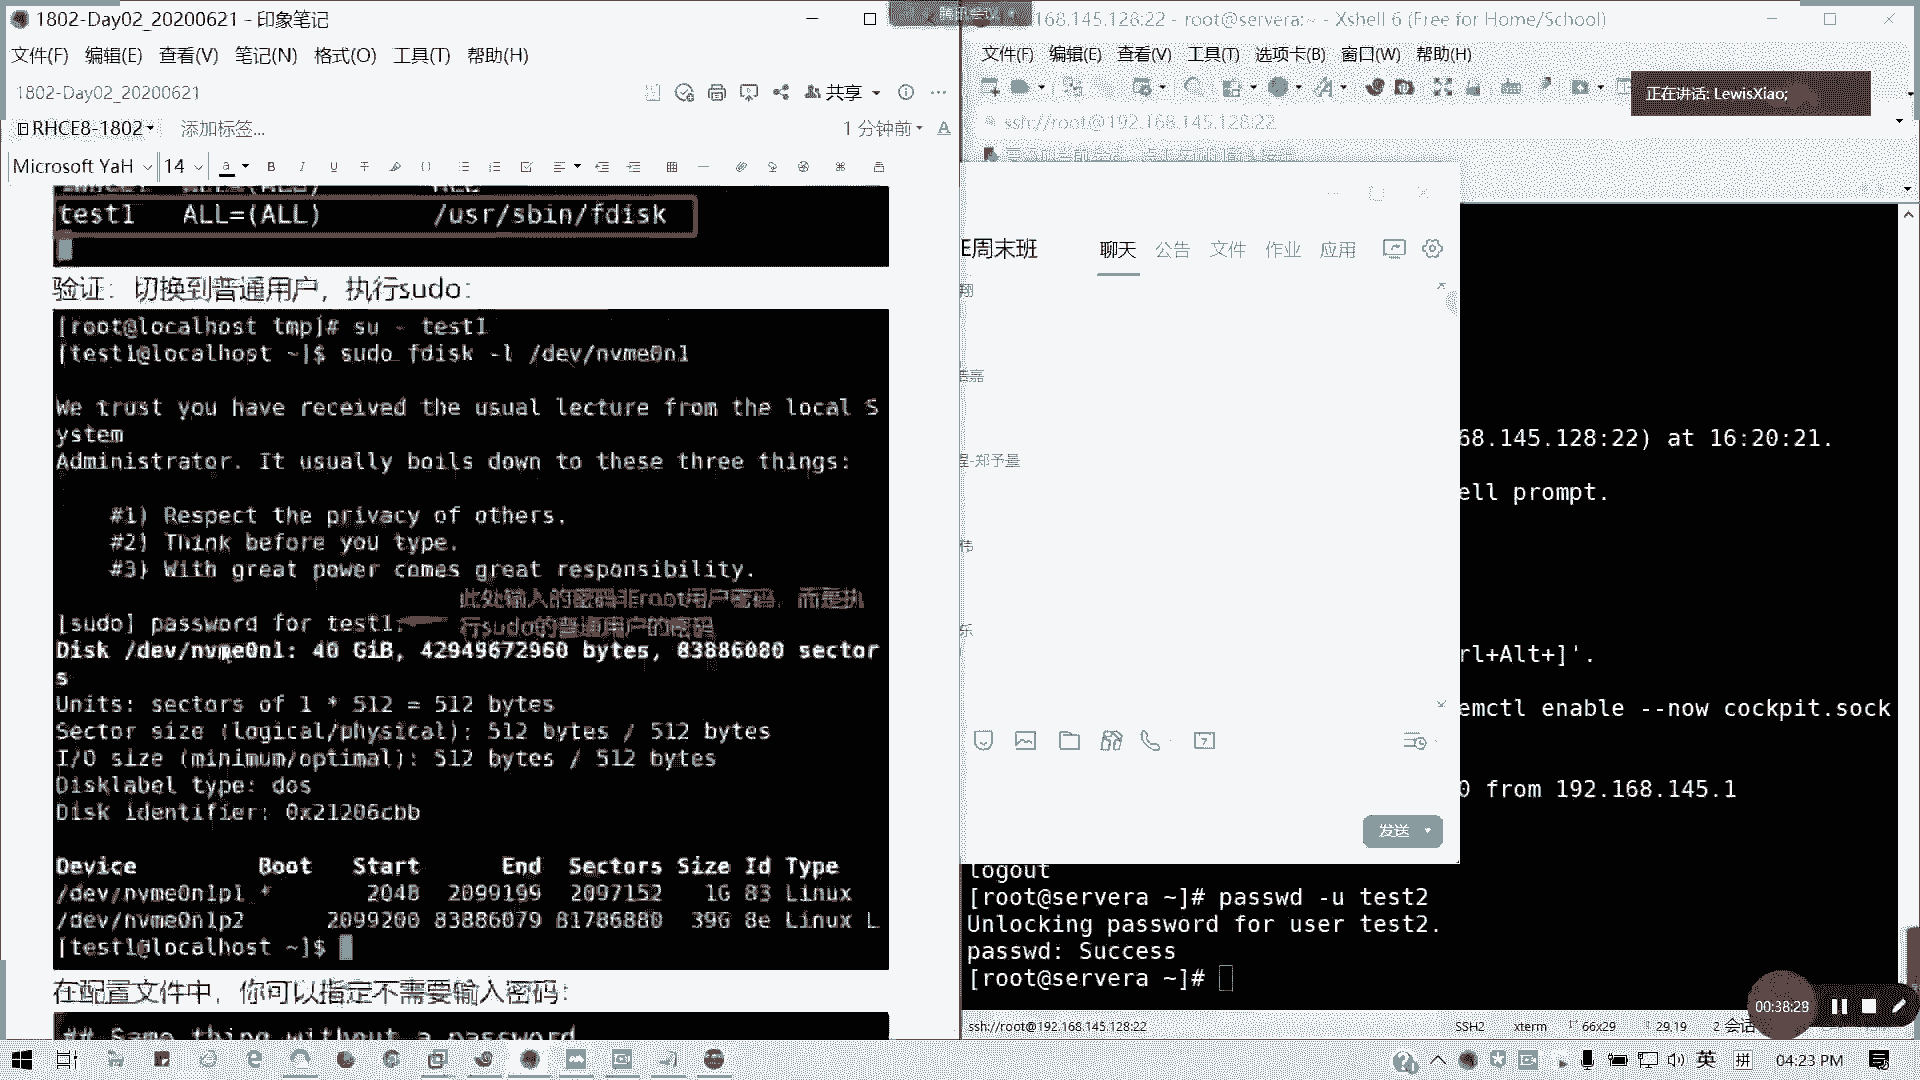 1802-Day02_20200621 - 印象笔记
文件(F) 编辑(E) 查看(V) 笔记(N) 格式(O) 工具(T) 帮助(H)
1802-Day02_20200621
共享
RHCE8-1802 添加标签...
1 分钟前
Microsoft YaH 14
test1 ALL=(ALL) /usr/sbin/fdisk
验证：切换到普通用户，执行sudo：
[root@localhost tmp]# su - test1
[test1@localhost ~]$ sudo fdisk -l /dev/nvme0n1
We trust you have received the usual lecture from the local S
ystem
Administrator. It usually boils down to these three things:
#1) Respect the privacy of others.
#2) Think before you type.
#3) With great power comes great responsibility.
此处输入的密码非root用户密码，而是执
行sudo的普通用户的密码
[sudo] password for test1:
Disk /dev/nvme0n1: 40 GiB, 42949672960 bytes, 83886080 sector
s
Units: sectors of 1 * 512 = 512 bytes
Sector size (logical/physical): 512 bytes / 512 bytes
I/O size (minimum/optimal): 512 bytes / 512 bytes
Disklabel type: dos
Disk identifier: 0x21206cbb
Device Boot Start End Sectors Size Id Type
/dev/nvme0n1p1 * 2048 2099199 2097152 1G 83 Linux
/dev/nvme0n1p2 2099200 83886079 81786880 39G 8e Linux L
[test1@localhost ~]$
在配置文件中，你可以指定不需要输入密码：
## Same thing without a password
腾讯会议
168.145.128:22 - root@servera:~ - Xshell 6 (Free for Home/School)
文件(F) 编辑(E) 查看(V) 工具(T) 选项卡(B) 窗口(W) 帮助(H)
正在讲话: LewisXiao;
ssh://root@192.168.145.128:22
E周末班 聊天 公告 文件 作业 应用
翔
浩嘉
程-郑予量
伟
乐
发送
68.145.128:22) at 16:20:21.
ell prompt.
rl+Alt+]'.
emctl enable --now cockpit.sock
0 from 192.168.145.1
logout
[root@servera ~]# passwd -u test2
Unlocking password for user test2.
passwd: Success
[root@servera ~]#
00:38:28
ssh://root@192.168.145.128:22 SSH2 xterm 66x29 29,19 2 会话
英 拼 04:23 PM